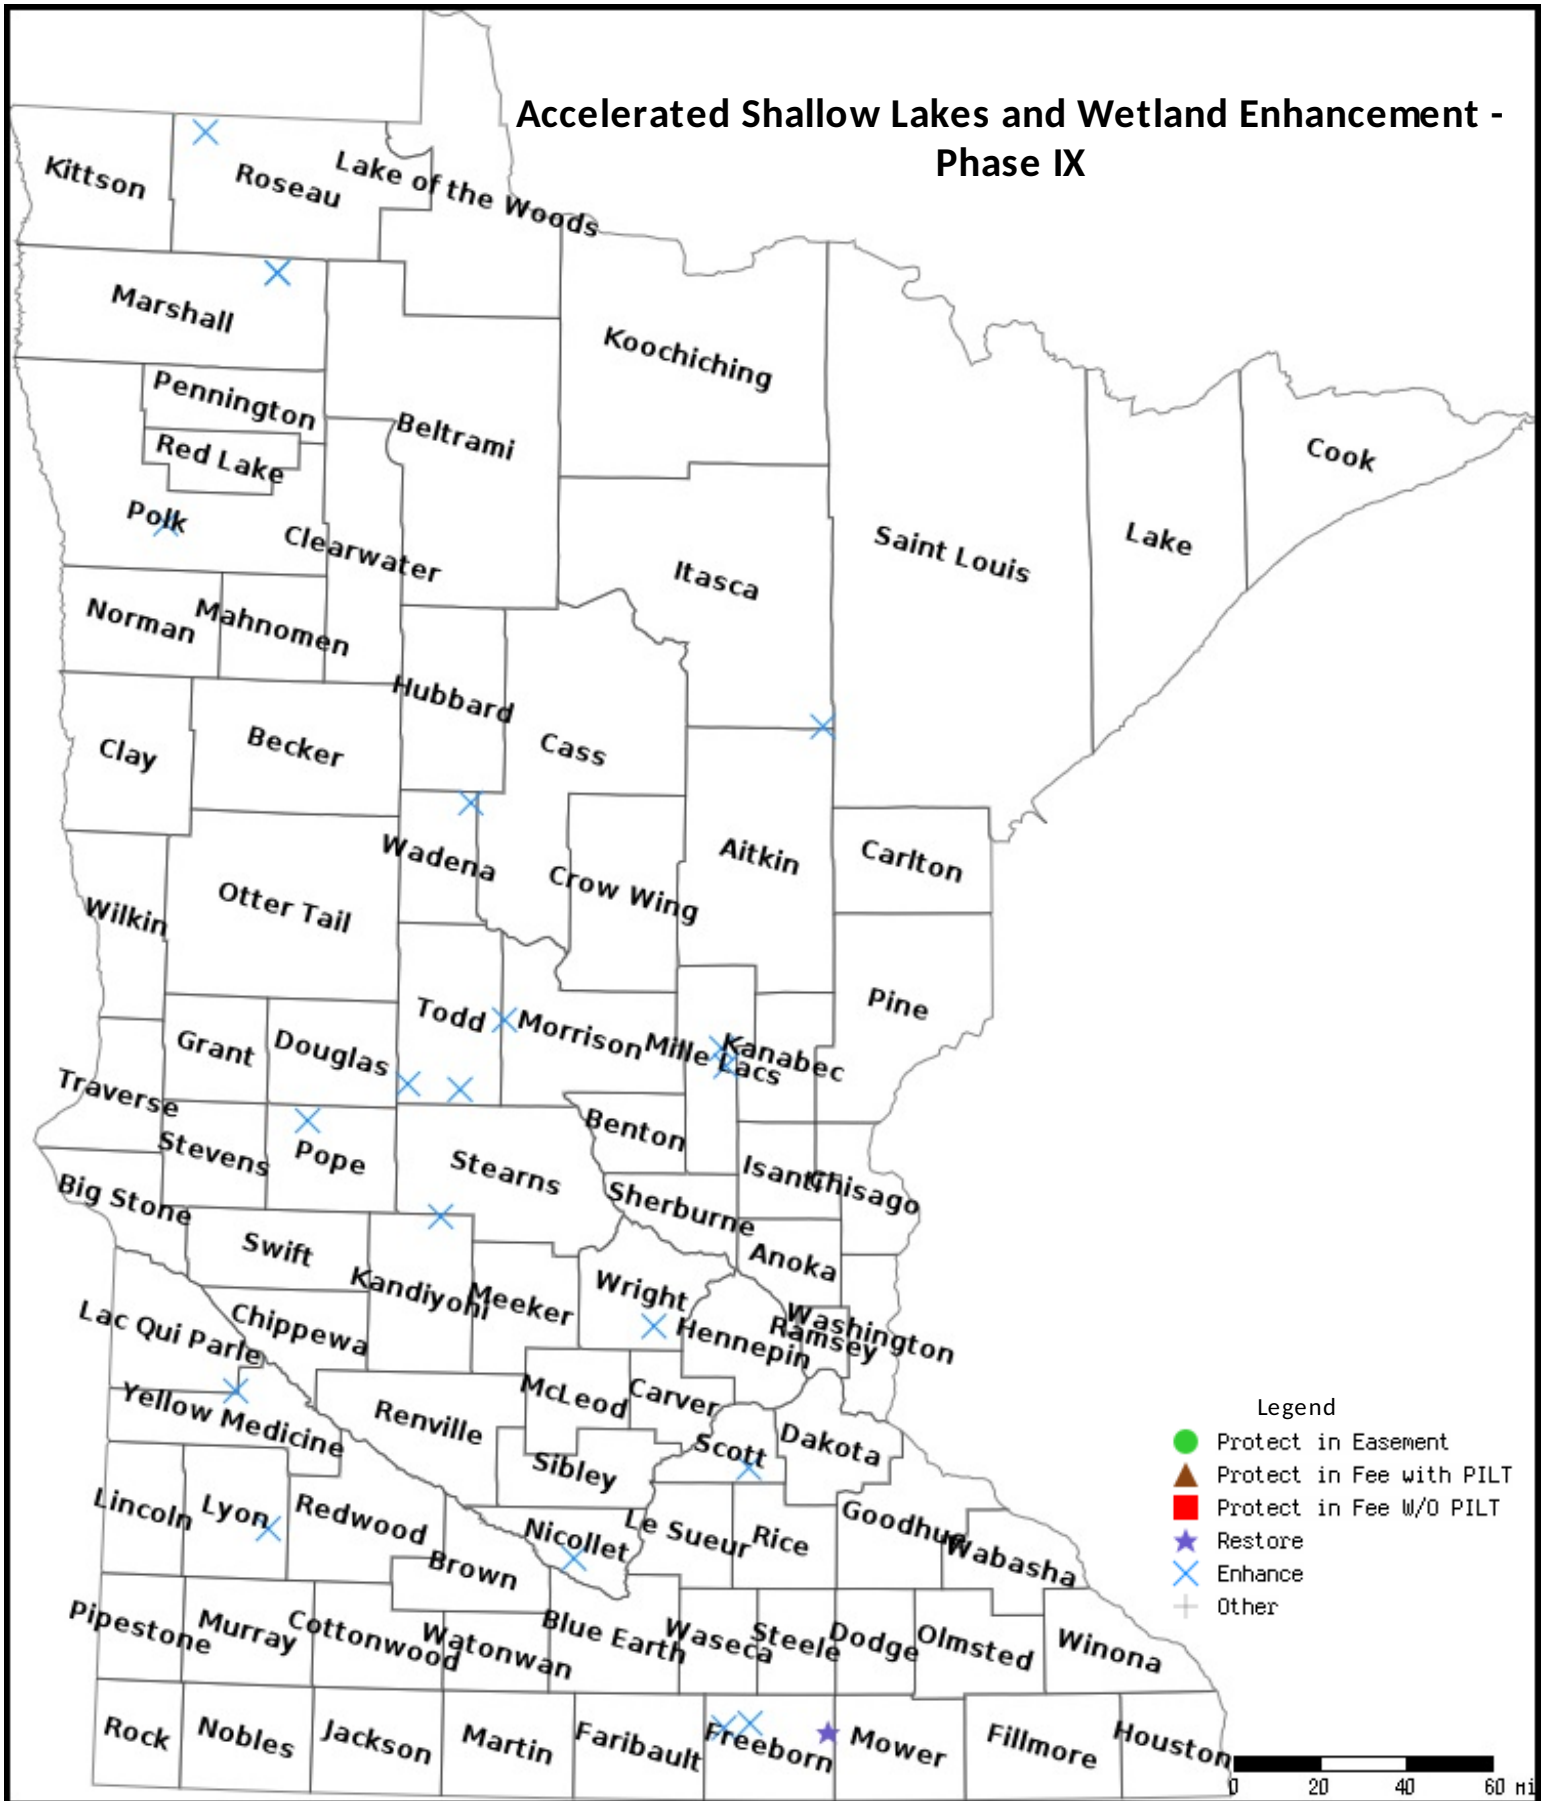 Accelerated Shallow Lakes and Wetland Enhancement -
Phase IX
Kittson
Roseau
Lake of the Woods
Marshall
Koochiching
Pennington
Beltrami
Red Lake
Cook
Polk
Clearwater
Saint Louis
Lake
Itasca
Norman
Mahnomen
Hubbard
Clay
Becker
Cass
Wadena
Aitkin
Carlton
Otter Tail
Crow Wing
Wilkin
Todd
Morrison
Pine
Grant
Douglas
Mille Lacs
Kanabec
Traverse
Benton
Stevens
Pope
Stearns
Isanti
Chisago
Big Stone
Sherburne
Swift
Anoka
Kandiyohi
Meeker
Wright
Lac Qui Parle
Chippewa
Hennepin
Ramsey
Washington
Yellow Medicine
Renville
McLeod
Carver
Scott
Dakota
Sibley
Lincoln
Lyon
Redwood
Nicollet
Le Sueur
Rice
Goodhue
Wabasha
Brown
Pipestone
Murray
Cottonwood
Watonwan
Blue Earth
Waseca
Steele
Dodge
Olmsted
Winona
Rock
Nobles
Jackson
Martin
Faribault
Freeborn
Mower
Fillmore
Houston
Legend
Protect in Easement
Protect in Fee with PILT
Protect in Fee W/O PILT
Restore
Enhance
Other
0 20 40 60 mi